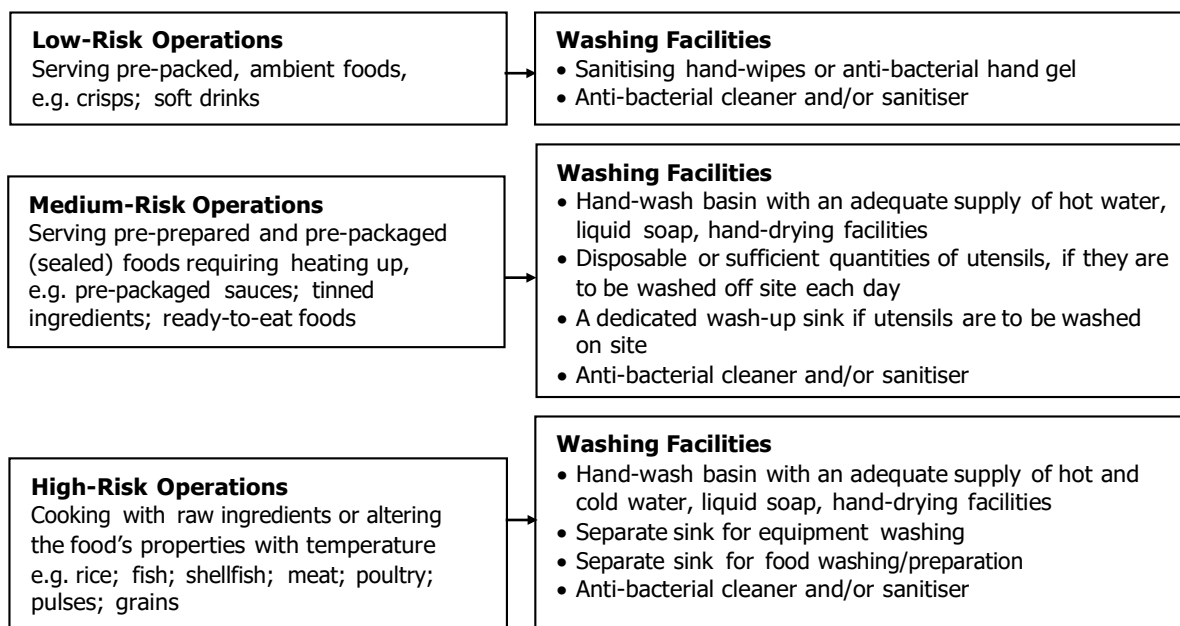 Low-Risk Operations
Serving pre-packed, ambient foods,
e.g. crisps; soft drinks
Washing Facilities
• Sanitising hand-wipes or anti-bacterial hand gel
• Anti-bacterial cleaner and/or sanitiser
Medium-Risk Operations
Serving pre-prepared and pre-packaged
(sealed) foods requiring heating up,
e.g. pre-packaged sauces; tinned
ingredients; ready-to-eat foods
Washing Facilities
• Hand-wash basin with an adequate supply of hot water,
liquid soap, hand-drying facilities
• Disposable or sufficient quantities of utensils, if they are
to be washed off site each day
• A dedicated wash-up sink if utensils are to be washed
on site
• Anti-bacterial cleaner and/or sanitiser
High-Risk Operations
Cooking with raw ingredients or altering
the food's properties with temperature
e.g. rice; fish; shellfish; meat; poultry;
pulses; grains
Washing Facilities
• Hand-wash basin with an adequate supply of hot and
cold water, liquid soap, hand-drying facilities
• Separate sink for equipment washing
• Separate sink for food washing/preparation
• Anti-bacterial cleaner and/or sanitiser